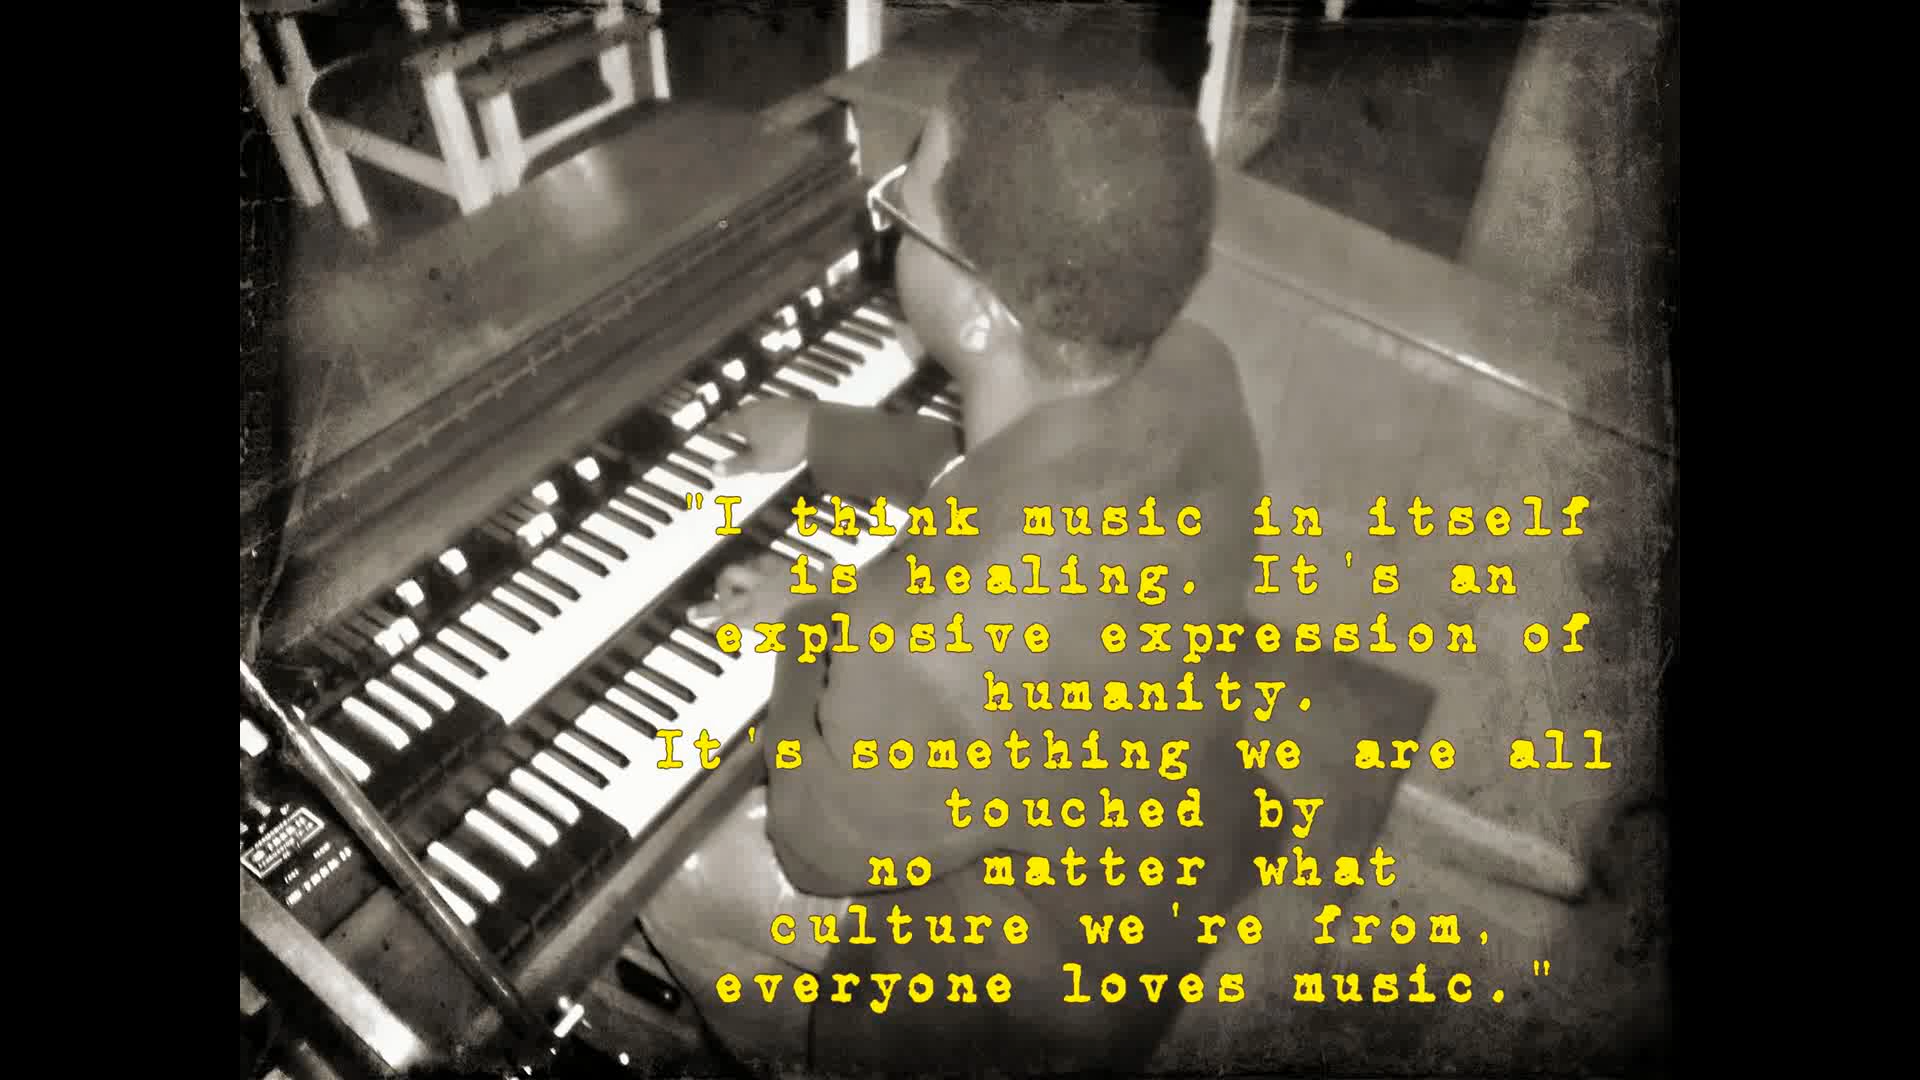 "I think music in itself
is healing. It's an
explosive expression of
humanity.
It's something we are all
touched by
no matter what
culture we're from,
everyone loves music."